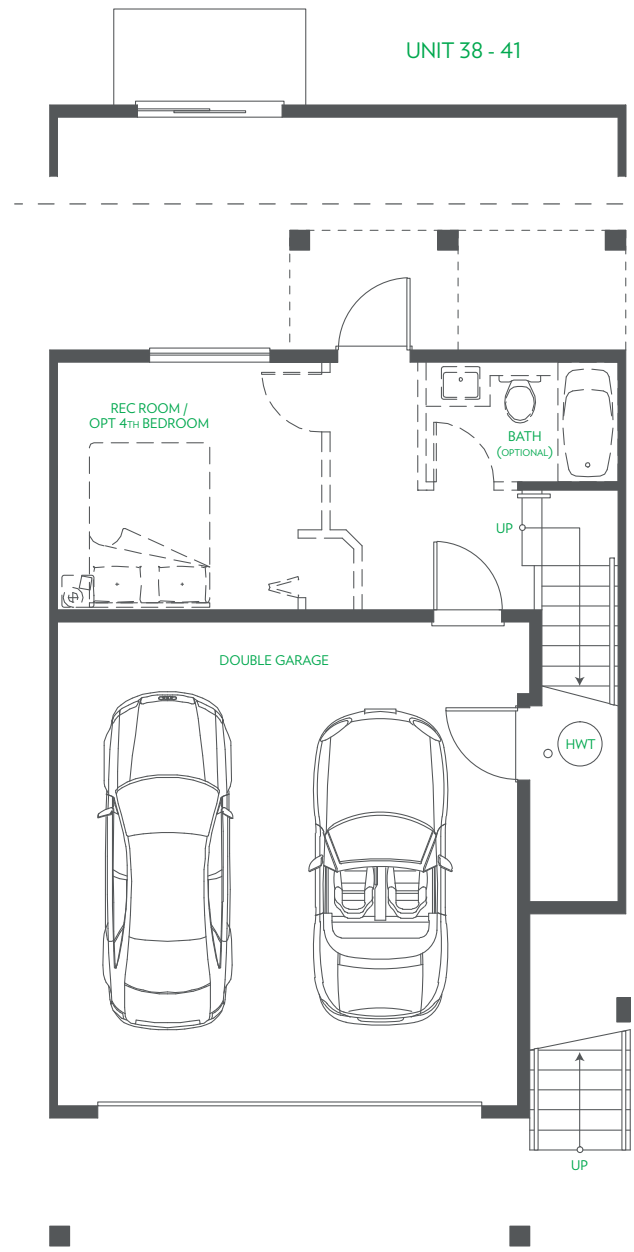 UNIT 38 - 41
REC ROOM /
OPT 4TH BEDROOM
BATH
(OPTIONAL)
UP
DOUBLE GARAGE
HWT
UP